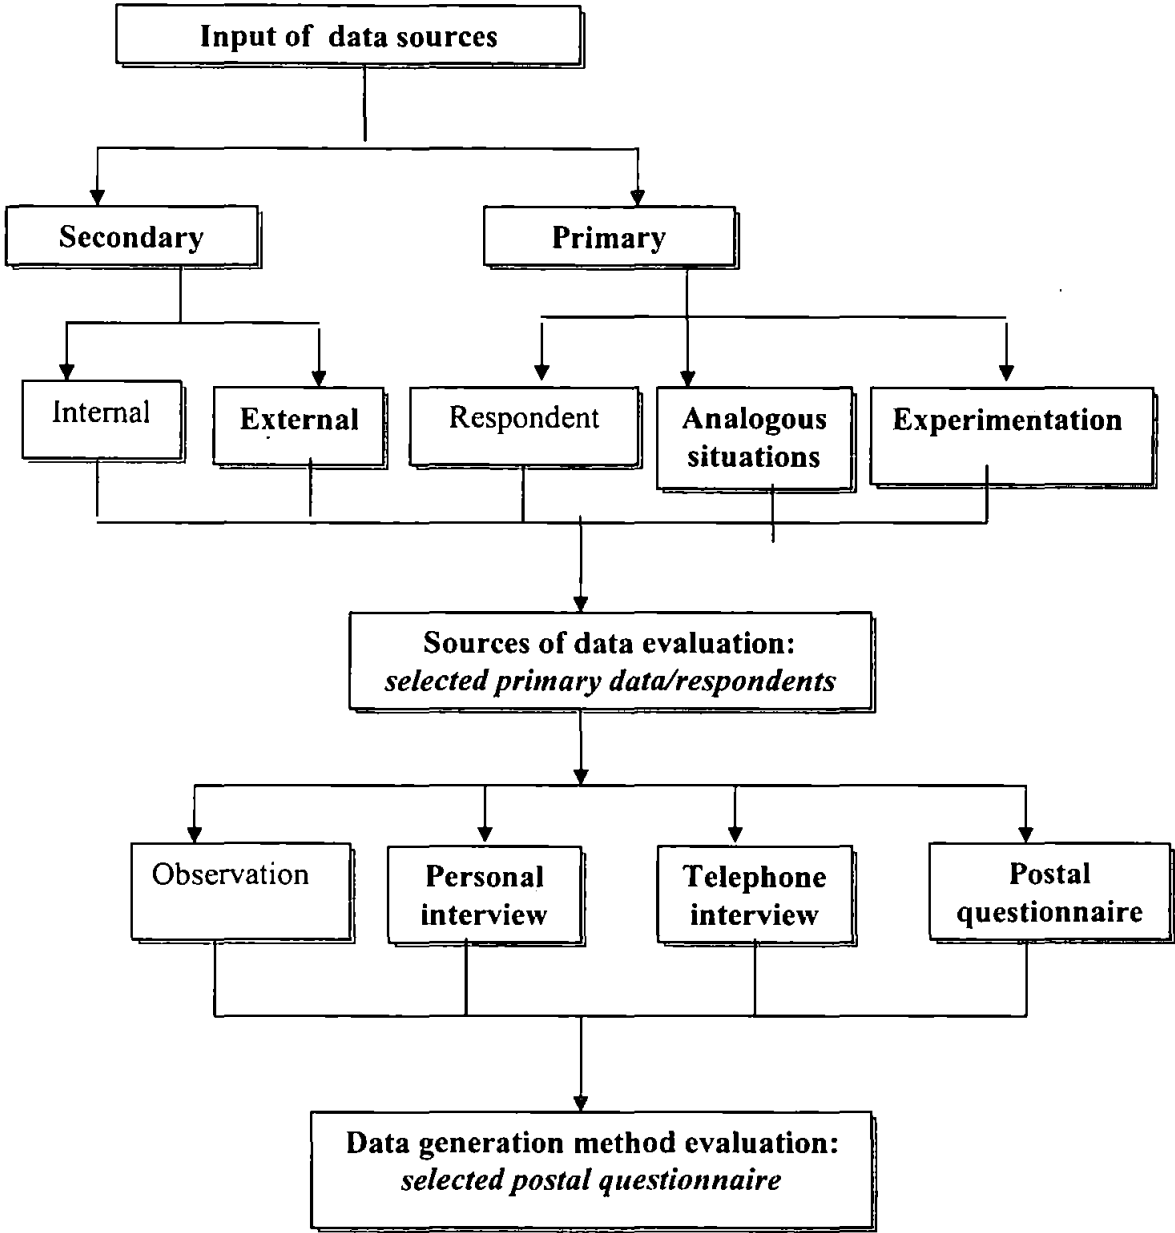 Input of data sources
Secondary
Primary
Internal
External
Respondent
Analogous
situations
Experimentation
Sources of data evaluation:
selected primary data/respondents
Observation
Personal
interview
Telephone
interview
Postal
questionnaire
Data generation method evaluation:
selected postal questionnaire